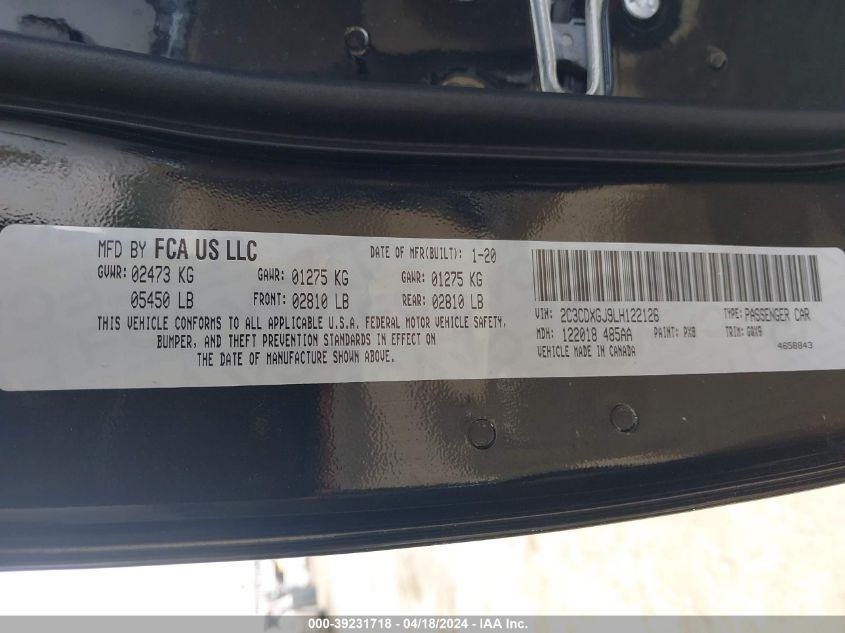 MFD BY FCA US LLC
DATE OF MFR(BUILT): 1-20
GVWR: 02473 KG
GAWR: 01275 KG
GAWR: 01275 KG
05450 LB
FRONT: 02810 LB
REAR: 02810 LB
THIS VEHICLE CONFORMS TO ALL APPLICABLE U.S.A. FEDERAL MOTOR VEHICLE SAFETY,
BUMPER, AND THEFT PREVENTION STANDARDS IN EFFECT ON
THE DATE OF MANUFACTURE SHOWN ABOVE.
VIN: 2C3CDXGJ9LH122126
TYPE: PASSENGER CAR
MDH: 122018 485AA
PAINT: PX8
TRIM: GQX9
VEHICLE MADE IN CANADA
4658843
000-39231718 - 04/18/2024 - IAA Inc.